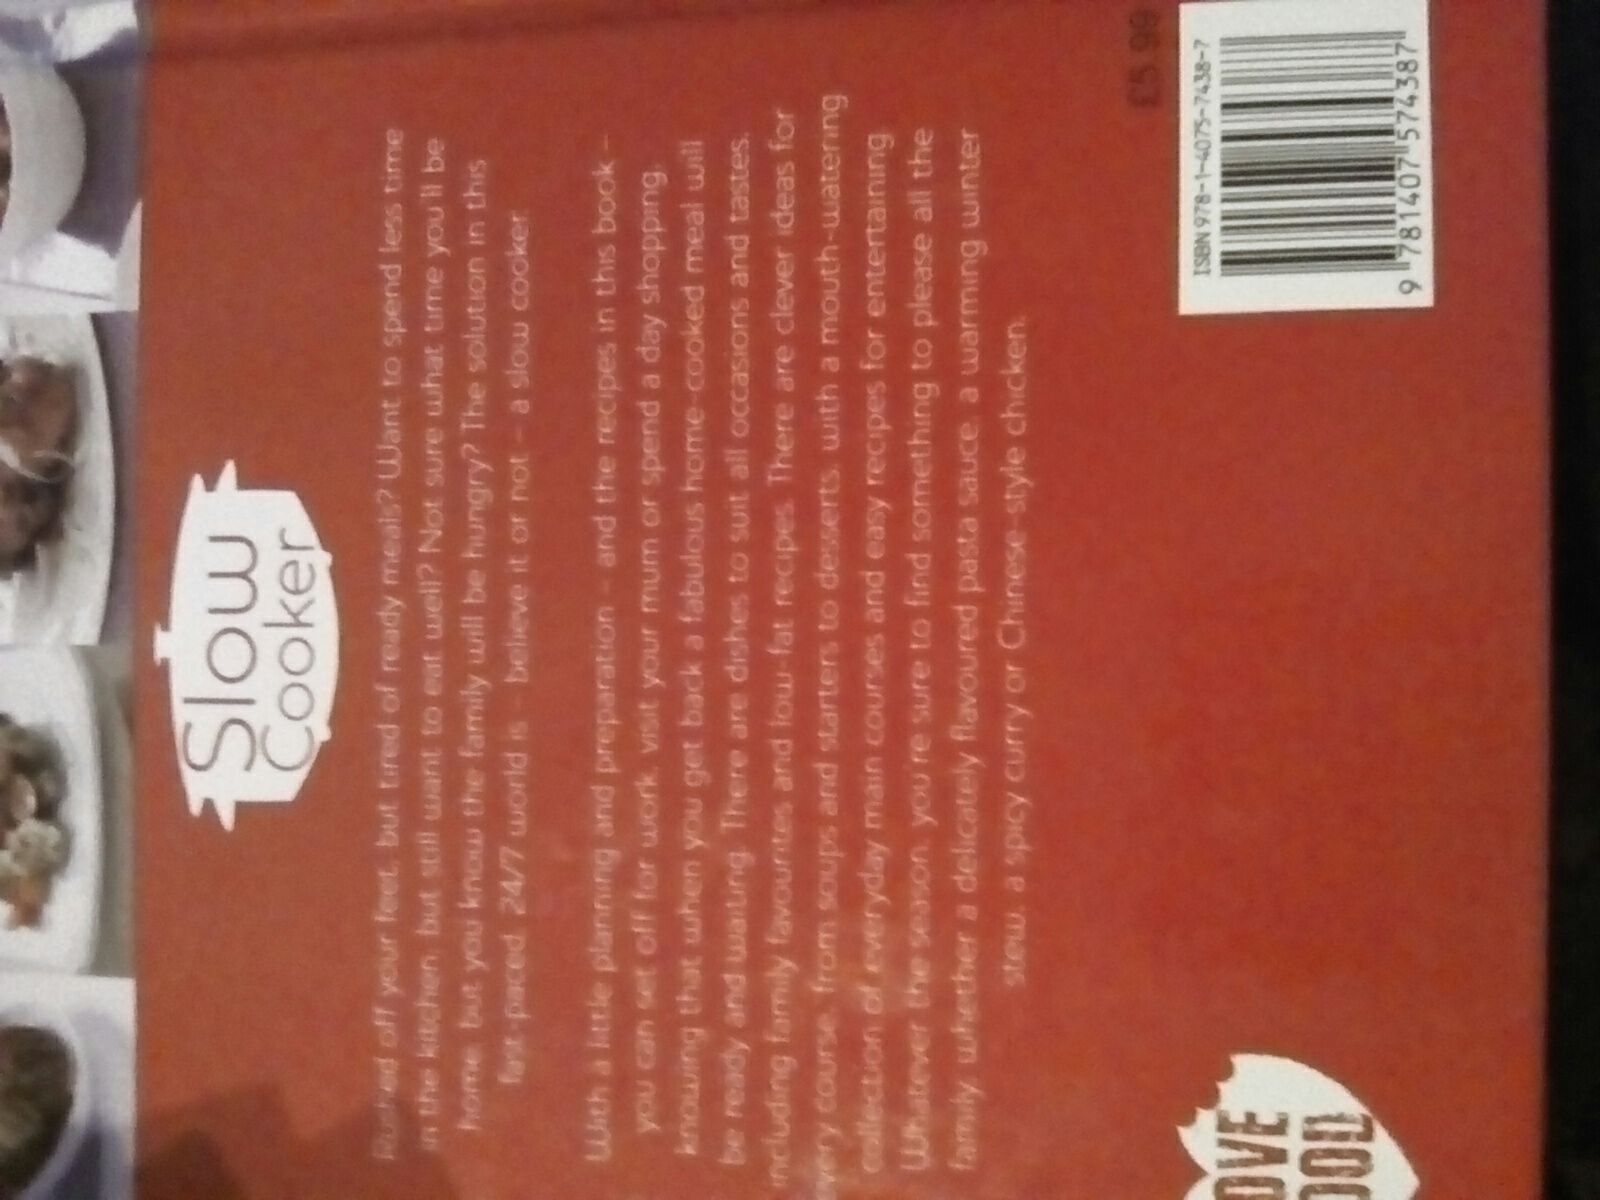 Slow
Cooker
Rushed off your feet, but tired of ready meals? Want to spend less time
in the kitchen, but still want to eat well? Not sure what time you'll be
home, but you know the family will be hungry? The solution in this
fast-paced, 24/7 world is - believe it or not - a slow cooker.
With a little planning and preparation - and the recipes in this book -
you can set off for work, visit your mum or spend a day shopping,
knowing that when you get back a fabulous home-cooked meal will
be ready and waiting. There are dishes to suit all occasions and tastes,
including family favourites and low-fat recipes. There are clever ideas for
every course, from soups and starters to desserts, with a mouth-watering
collection of everyday main courses and easy recipes for entertaining.
Whatever the season, you're sure to find something to please all the
family, whether a delicately flavoured pasta sauce, a warming winter
stew, a spicy curry or Chinese-style chicken.
£5.99
ISBN 978-1-4075-7438-7
9 781407 574387
OVE
OOD